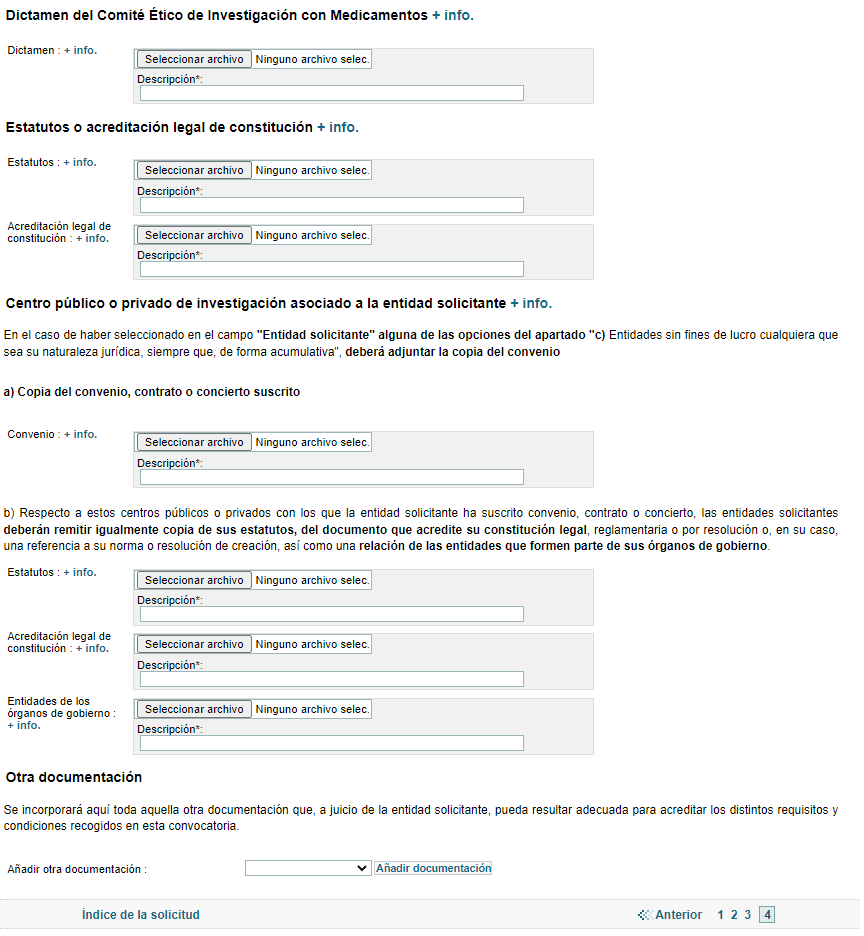 Dictamen del Comité Ético de Investigación con Medicamentos + info.
Dictamen : + info.
Seleccionar archivo Ninguno archivo selec.
Descripción*:
Estatutos o acreditación legal de constitución + info.
Estatutos : + info.
Seleccionar archivo Ninguno archivo selec.
Descripción*:
Acreditación legal de
constitución : + info.
Seleccionar archivo Ninguno archivo selec.
Descripción*:
Centro público o privado de investigación asociado a la entidad solicitante + info.
En el caso de haber seleccionado en el campo "Entidad solicitante" alguna de las opciones del apartado "c) Entidades sin fines de lucro cualquiera que
sea su naturaleza jurídica, siempre que, de forma acumulativa", deberá adjuntar la copia del convenio
a) Copia del convenio, contrato o concierto suscrito
Convenio : + info.
Seleccionar archivo Ninguno archivo selec.
Descripción*:
b) Respecto a estos centros públicos o privados con los que la entidad solicitante ha suscrito convenio, contrato o concierto, las entidades solicitantes
deberán remitir igualmente copia de sus estatutos, del documento que acredite su constitución legal, reglamentaria o por resolución o, en su caso,
una referencia a su norma o resolución de creación, así como una relación de las entidades que formen parte de sus órganos de gobierno.
Estatutos : + info.
Seleccionar archivo Ninguno archivo selec.
Descripción*:
Acreditación legal de
constitución : + info.
Seleccionar archivo Ninguno archivo selec.
Descripción*:
Entidades de los
órganos de gobierno :
+ info.
Seleccionar archivo Ninguno archivo selec.
Descripción*:
Otra documentación
Se incorporará aquí toda aquella otra documentación que, a juicio de la entidad solicitante, pueda resultar adecuada para acreditar los distintos requisitos y
condiciones recogidos en esta convocatoria.
Añadir otra documentación : Añadir documentación
Índice de la solicitud Anterior 1 2 3 4